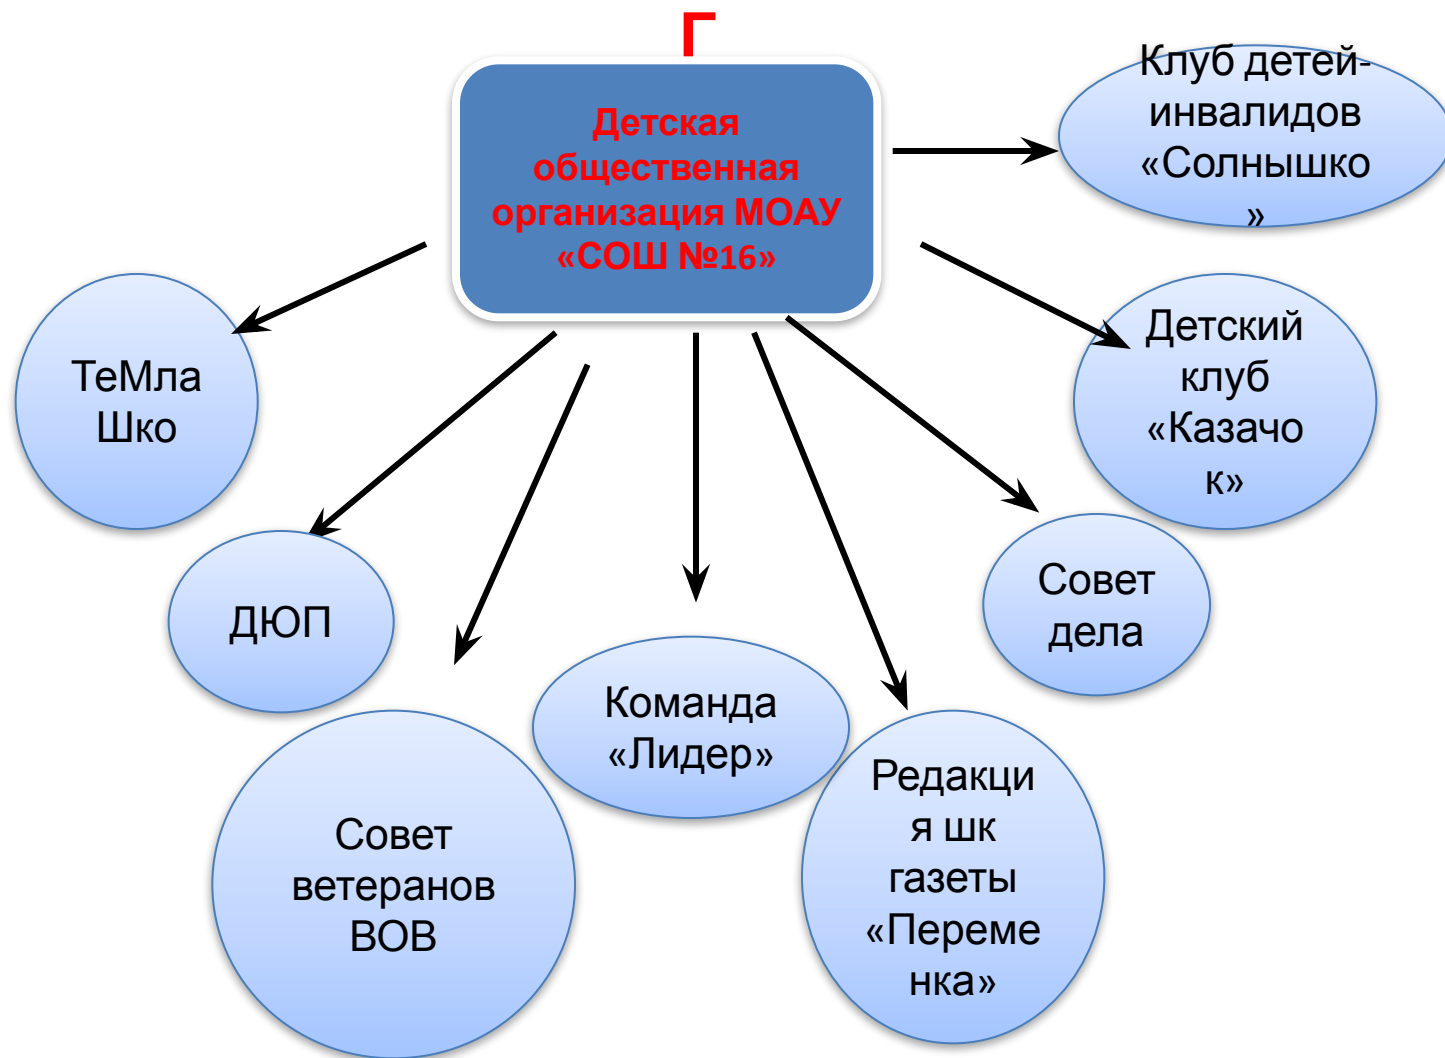 Г
Детская
общественная
организация МОАУ
«СОШ №16»
Клуб детей-
инвалидов
«Солнышко
»
ТеМла
Шко
Детский
клуб
«Казачо
к»
ДЮП
Совет
дела
Команда
«Лидер»
Совет
ветеранов
ВОВ
Редакци
я шк
газеты
«Переме
нка»